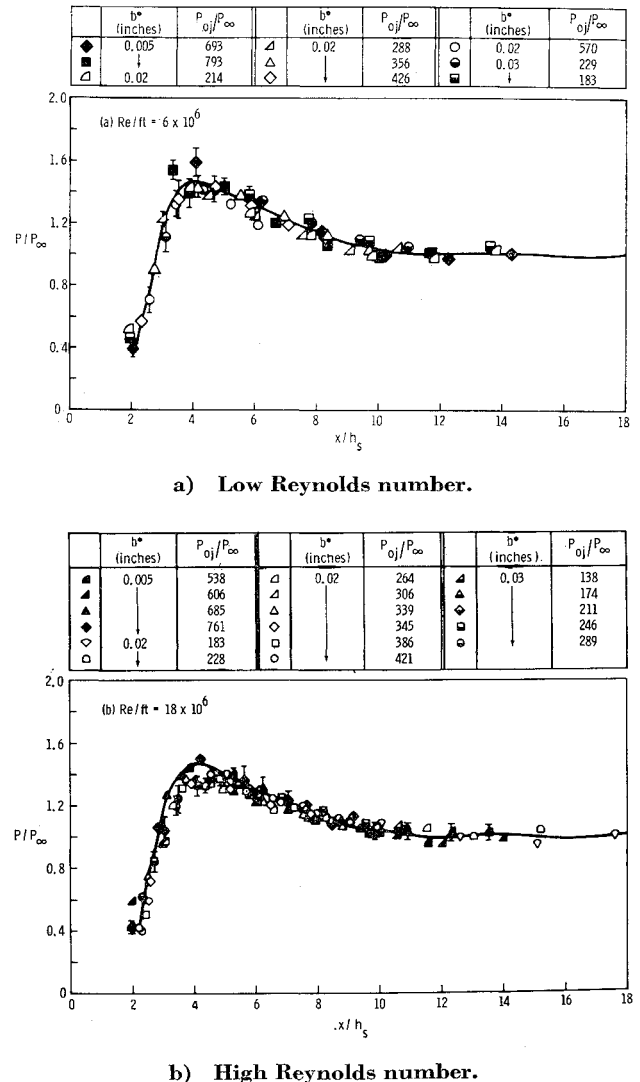 b* (inches) P_oj/P_∞ b* (inches) P_oj/P_∞ b* (inches) P_oj/P_∞
0.005 693 0.02 288 0.02 570
793 356 0.03 229
0.02 214 426 183
2.0
(a) Re/ft = 6 x 10^6
1.6
1.2
P/P_∞
0.8
0.4
0
0 2 4 6 8 10 12 14 16 18
x/h_s
a) Low Reynolds number.
b* (inches) P_oj/P_∞ b* (inches) P_oj/P_∞ b* (inches). P_oj/P_∞
0.005 538 0.02 264 0.03 138
606 306 174
685 339 211
761 345 246
0.02 183 386 289
228 421
2.0
(b) Re/ft = 18 x 10^6
1.6
1.2
P/P_∞
0.8
0.4
0
0 2 4 6 8 10 12 14 16 18
.x/h_s
b) High Reynolds number.